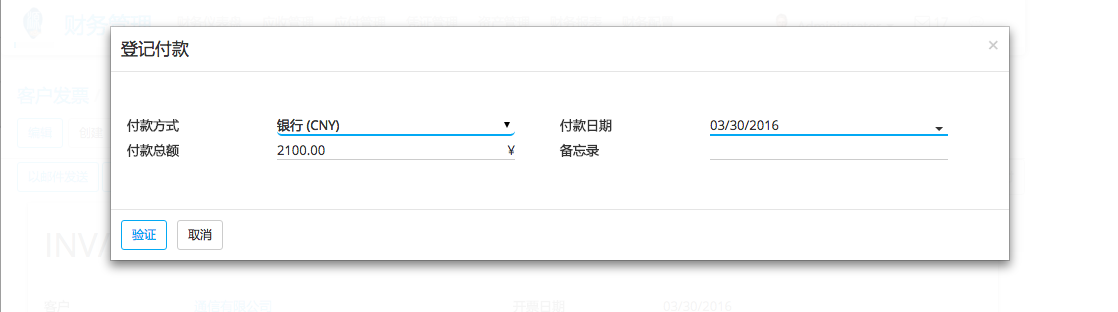 财务管理
登记付款
×
客户发票
付款方式 银行 (CNY) 付款日期 03/30/2016
付款总额 2100.00 ¥ 备忘录
验证 取消
INV/
客户 开票日期 03/30/2016